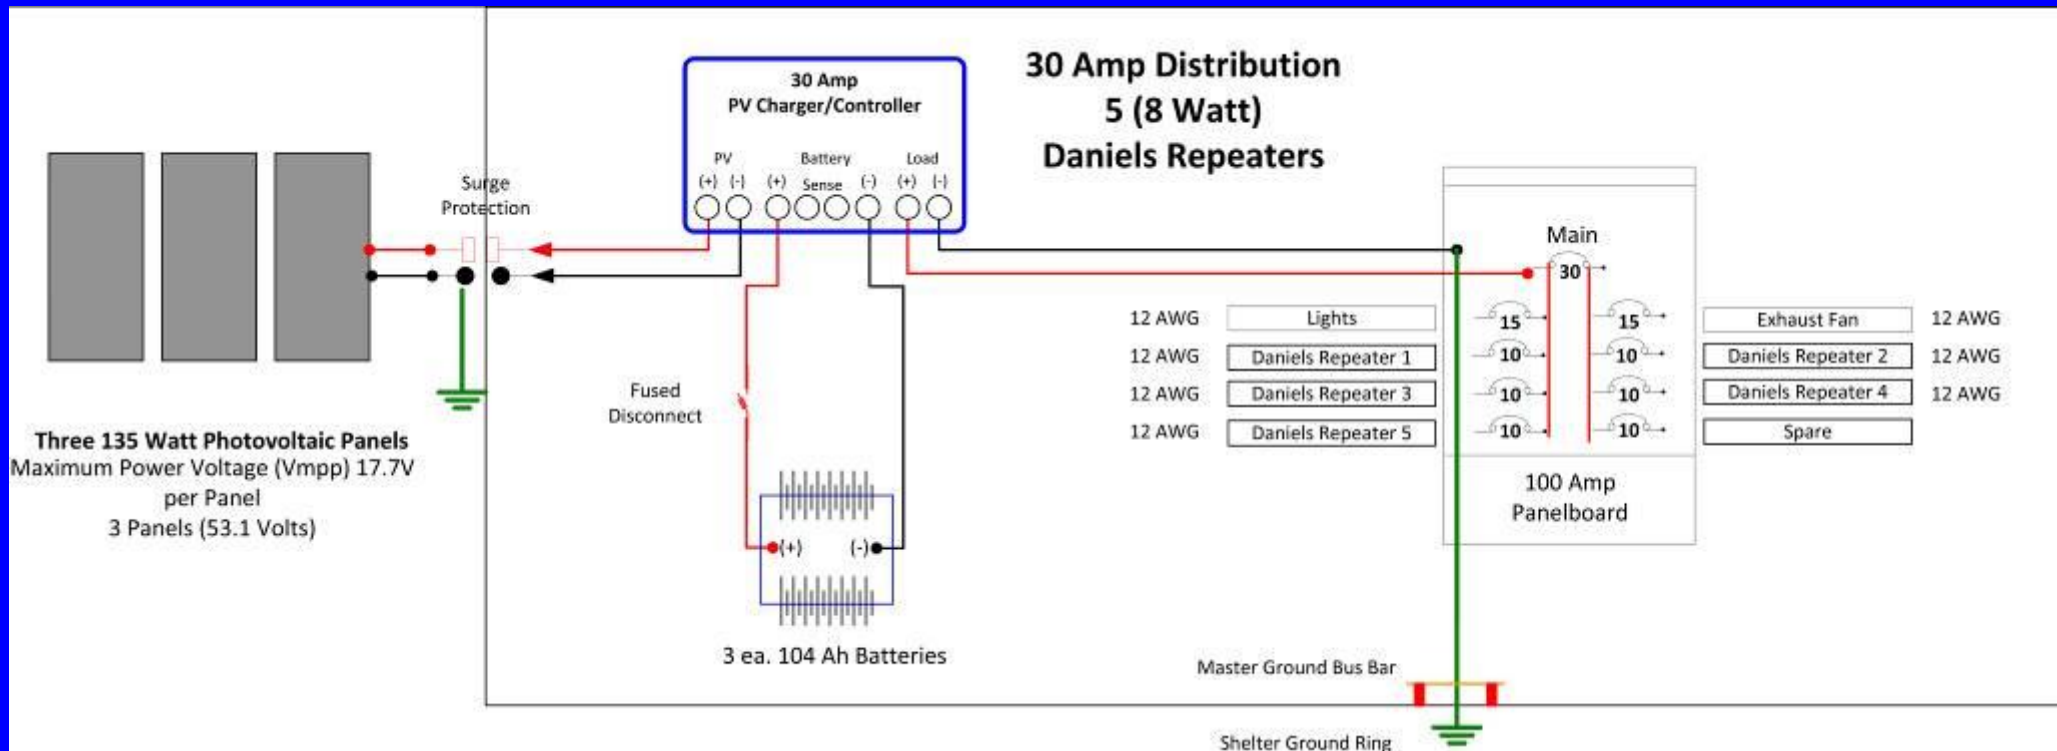 30 Amp Distribution
5 (8 Watt)
Daniels Repeaters
30 Amp
PV Charger/Controller
PV
Battery
Load
(+) (-) (+) Sense (-) (+) (-)
Surge
Protection
Three 135 Watt Photovoltaic Panels
Maximum Power Voltage (Vmpp) 17.7V
per Panel
3 Panels (53.1 Volts)
Fused
Disconnect
(+) (-)
3 ea. 104 Ah Batteries
Main
30
12 AWG Lights 15 15 Exhaust Fan 12 AWG
12 AWG Daniels Repeater 1 10 10 Daniels Repeater 2 12 AWG
12 AWG Daniels Repeater 3 10 10 Daniels Repeater 4 12 AWG
12 AWG Daniels Repeater 5 10 10 Spare
100 Amp
Panelboard
Master Ground Bus Bar
Shelter Ground Ring